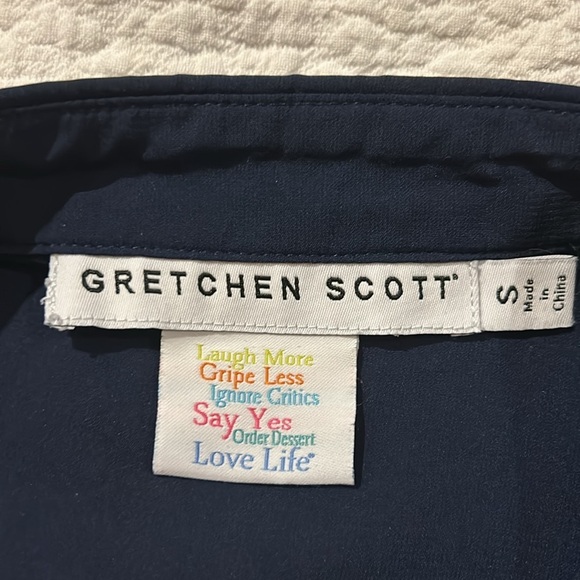 GRETCHEN SCOTT®
S
Made
in
China
Laugh More
Gripe Less
Ignore Critics
Say Yes
Order Dessert
Love Life®